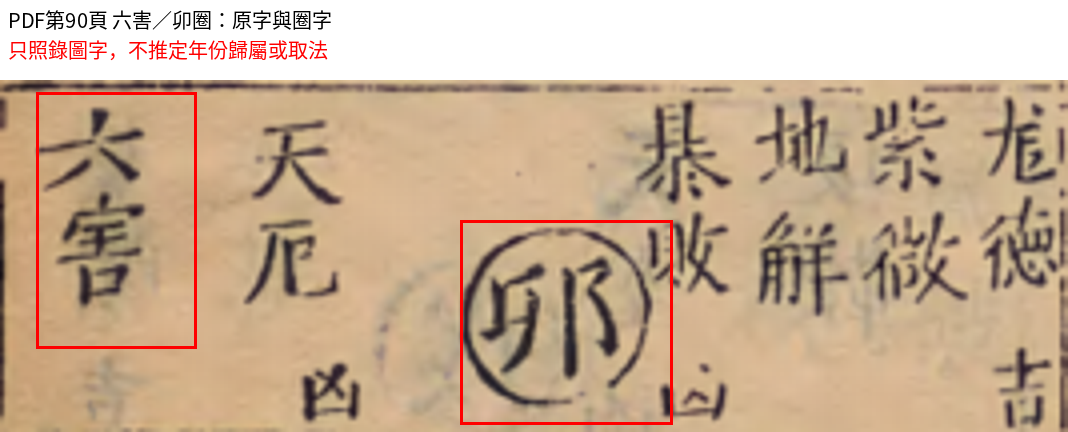 PDF第90頁 六害／卯圈：原字與圈字
只照錄圖字，不推定年份歸屬或取法
龙德 吉
紫微
地解
暴敗 凶
卯
天厄 凶
六害